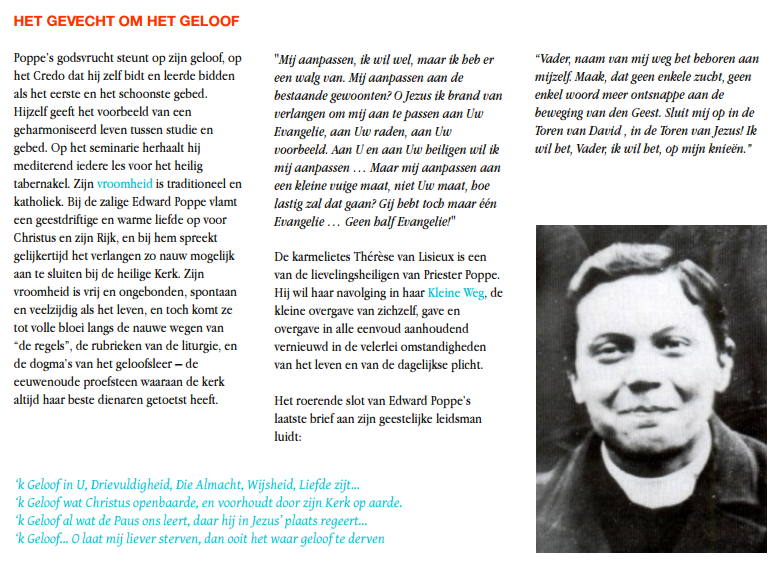 HET GEVECHT OM HET GELOOF
Poppe's godsvrucht steunt op zijn geloof, op
het Credo dat hij zelf bidt en leerde bidden
als het eerste en het schoonste gebed.
Hijzelf geeft het voorbeeld van een
geharmoniseerd leven tussen studie en
gebed. Op het seminarie herhaalt hij
mediterend iedere les voor het heilig
tabernakel. Zijn vroomheid is traditioneel en
katholiek. Bij de zalige Edward Poppe vlamt
een geestdriftige en warme liefde op voor
Christus en zijn Rijk, en bij hem spreekt
gelijkertijd het verlangen zo nauw mogelijk
aan te sluiten bij de heilige Kerk. Zijn
vroomheid is vrij en ongebonden, spontaan
en veelzijdig als het leven, en toch komt ze
tot volle bloei langs de nauwe wegen van
“de regels”, de rubrieken van de liturgie, en
de dogma's van het geloofsleer – de
eeuwenoude proefsteen waaraan de kerk
altijd haar beste dienaren getoetst heeft.
"Mij aanpassen, ik wil wel, maar ik heb er
een walg van. Mij aanpassen aan de
bestaande gewoonten? O Jezus ik brand van
verlangen om mij aan te passen aan Uw
Evangelie, aan Uw raden, aan Uw
voorbeeld. Aan U en aan Uw heiligen wil ik
mij aanpassen … Maar mij aanpassen aan
een kleine vuige maat, niet Uw maat, hoe
lastig zal dat gaan? Gij hebt toch maar één
Evangelie … Geen half Evangelie!"
De karmelietes Thérèse van Lisieux is een
van de lievelingsheiligen van Priester Poppe.
Hij wil haar navolging in haar Kleine Weg, de
kleine overgave van zichzelf, gave en
overgave in alle eenvoud aanhoudend
vernieuwd in de velerlei omstandigheden
van het leven en van de dagelijkse plicht.
Het roerende slot van Edward Poppe's
laatste brief aan zijn geestelijke leidsman
luidt:
“Vader, naam van mij weg het behoren aan
mijzelf. Maak, dat geen enkele zucht, geen
enkel woord meer ontsnappe aan de
beweging van den Geest. Sluit mij op in de
Toren van David , in de Toren van Jezus! Ik
wil het, Vader, ik wil het, op mijn knieën.”
‘k Geloof in U, Drievuldigheid, Die Almacht, Wijsheid, Liefde zijt...
‘k Geloof wat Christus openbaarde, en voorhoudt door zijn Kerk op aarde.
‘k Geloof al wat de Paus ons leert, daar hij in Jezus’ plaats regeert...
‘k Geloof... O laat mij liever sterven, dan ooit het waar geloof te derven